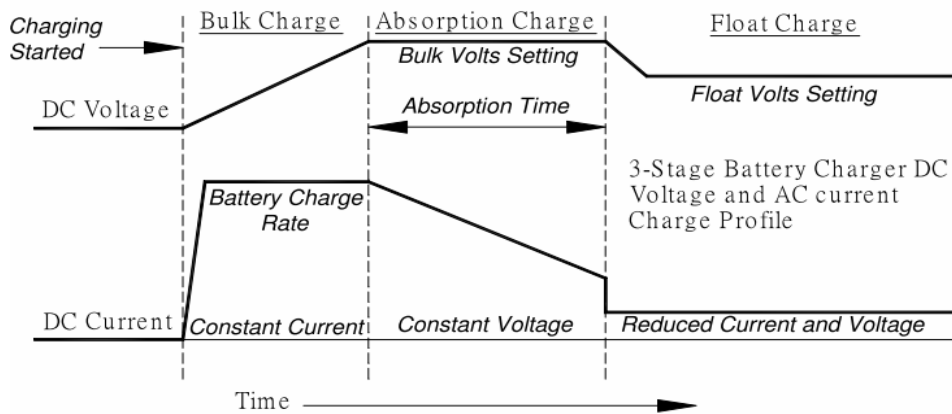 Charging
Started
Bulk Charge
Absorption Charge
Float Charge
Bulk Volts Setting
DC Voltage
Float Volts Setting
Absorption Time
3-Stage Battery Charger DC
Voltage and AC current
Charge Profile
Battery Charge
Rate
DC Current
Constant Current
Constant Voltage
Reduced Current and Voltage
Time